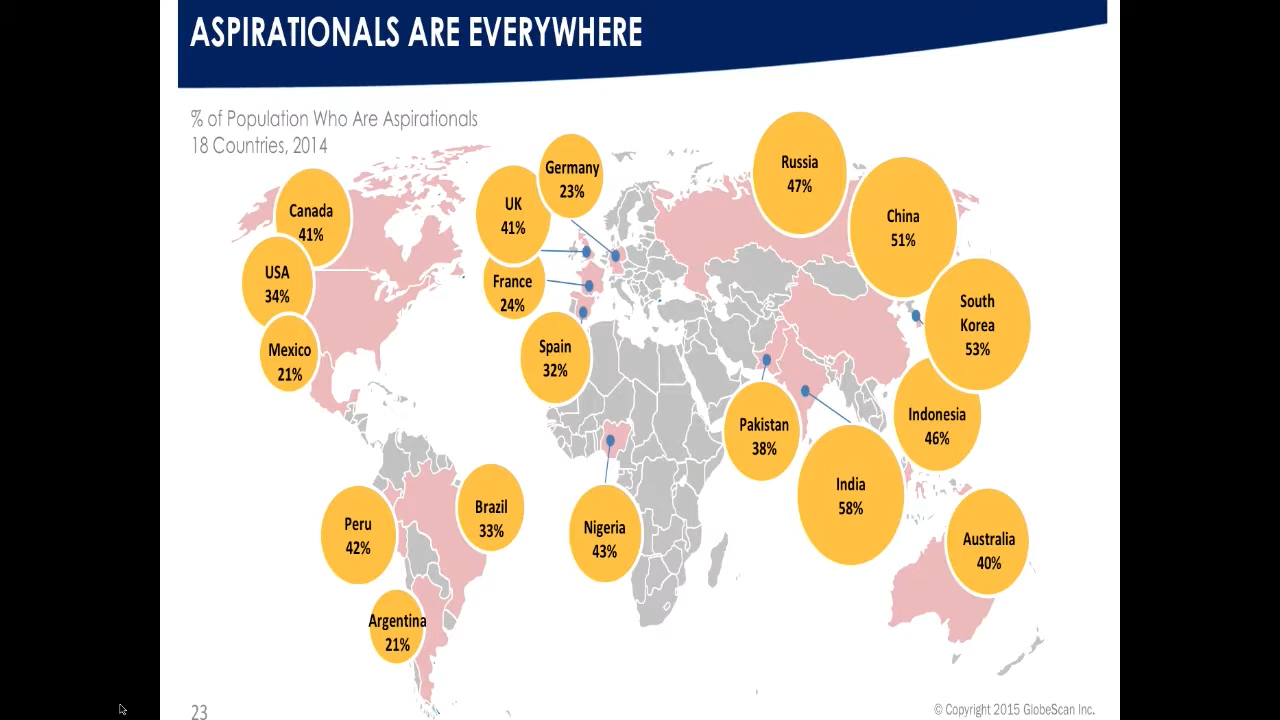 ASPIRATIONALS ARE EVERYWHERE
% of Population Who Are Aspirationals
18 Countries, 2014
Canada
41%
USA
34%
Mexico
21%
Peru
42%
Brazil
33%
Argentina
21%
Germany
23%
UK
41%
France
24%
Spain
32%
Nigeria
43%
Russia
47%
China
51%
South
Korea
53%
Indonesia
46%
Pakistan
38%
India
58%
Australia
40%
23
© Copyright 2015 GlobeScan Inc.